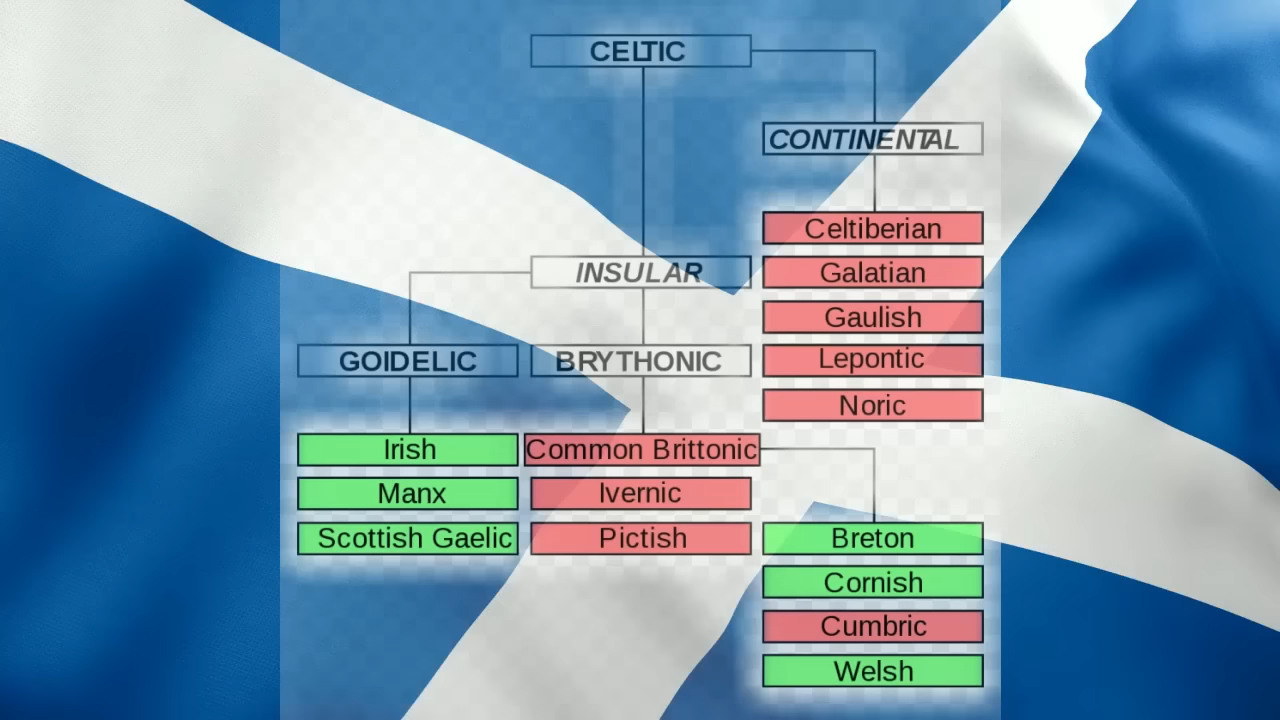 CELTIC
CONTINENTAL
Celtiberian
INSULAR
Galatian
Gaulish
GOIDELIC
BRYTHONIC
Lepontic
Noric
Irish
Common Brittonic
Manx
Ivernic
Scottish Gaelic
Pictish
Breton
Cornish
Cumbric
Welsh